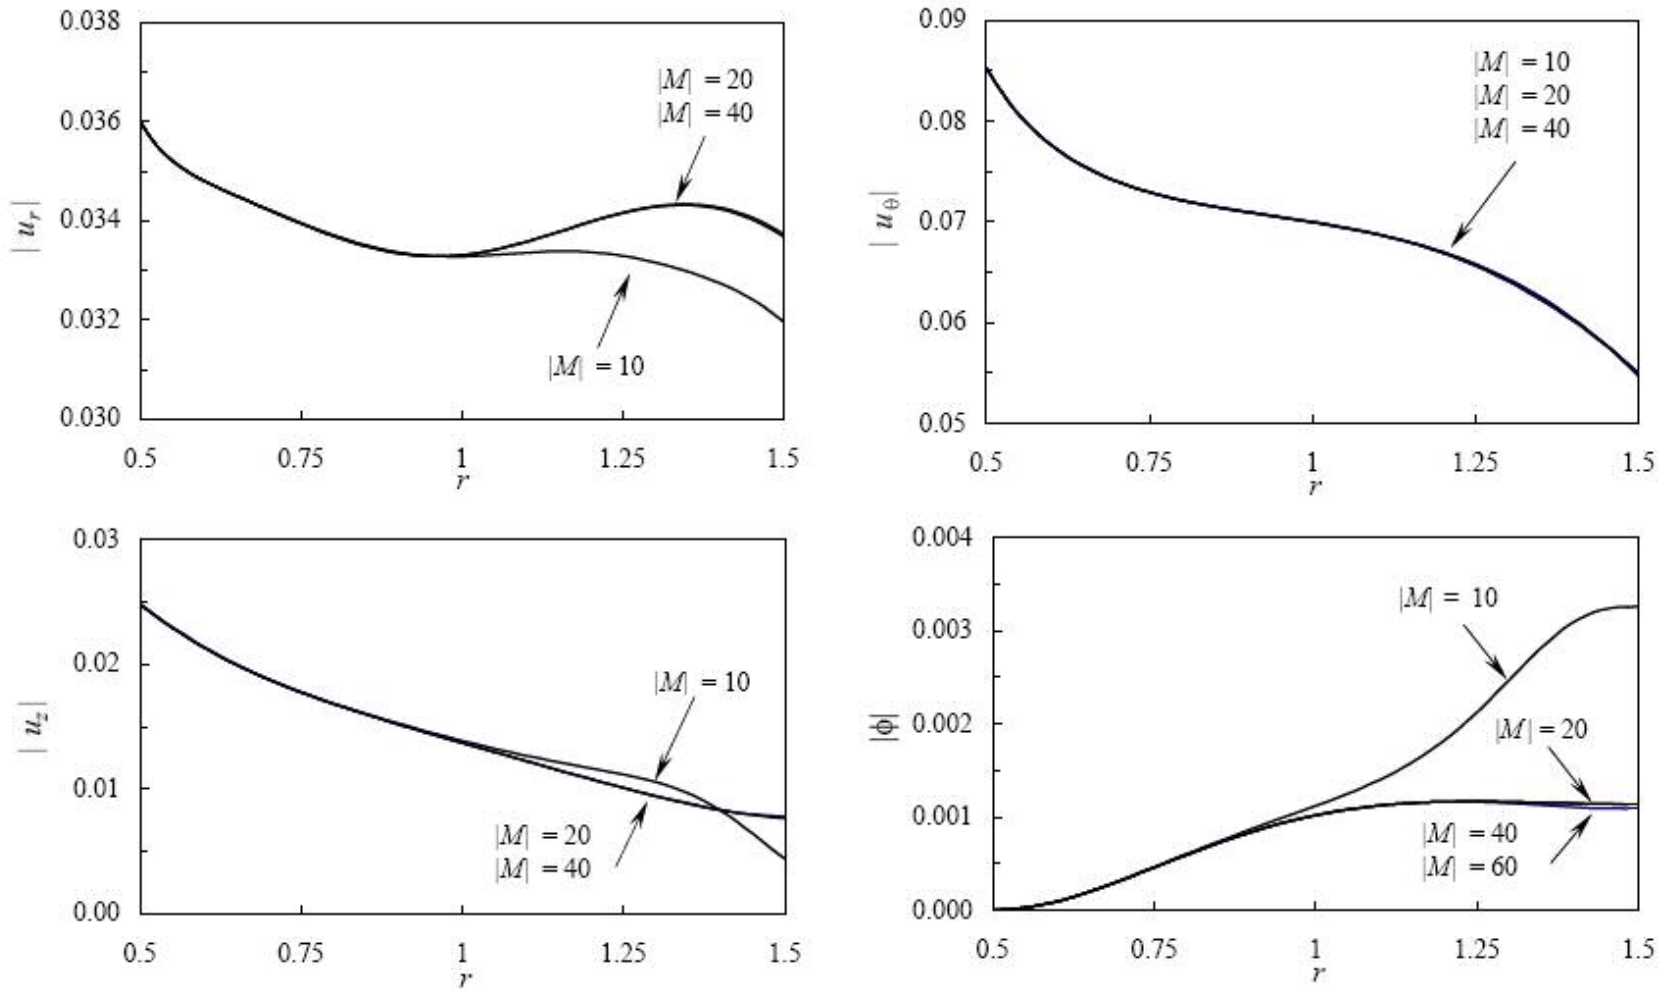 0.038
|M| = 20
|M| = 40
0.036
0.034
0.032
0.030
|M| = 10
| u_r |
0.5 0.75 1 1.25 1.5
r
0.09
|M| = 10
|M| = 20
|M| = 40
0.08
0.07
0.06
0.05
| u_θ |
0.5 0.75 1 1.25 1.5
r
0.03
0.02
|M| = 10
0.01
|M| = 20
|M| = 40
0.00
| u_z |
0.5 0.75 1 1.25 1.5
r
0.004
|M| = 10
0.003
0.002
|M| = 20
0.001
|M| = 40
|M| = 60
0.000
|ϕ|
0.5 0.75 1 1.25 1.5
r